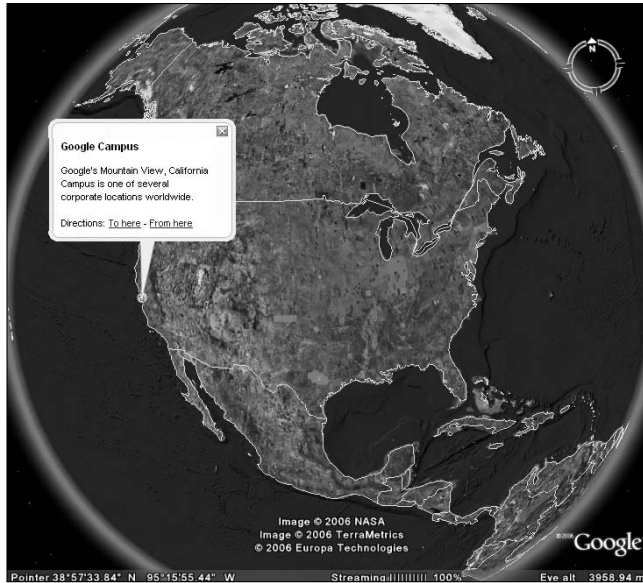 N
Google Campus
Google's Mountain View, California
Campus is one of several
corporate locations worldwide.
Directions: To here - From here
Image © 2006 NASA
Image © 2006 TerraMetrics
© 2006 Europa Technologies
© 2006 Google
Pointer 38°57'33.84" N 95°15'55.44" W Streaming |||||||||| 100% Eye alt 3958.94